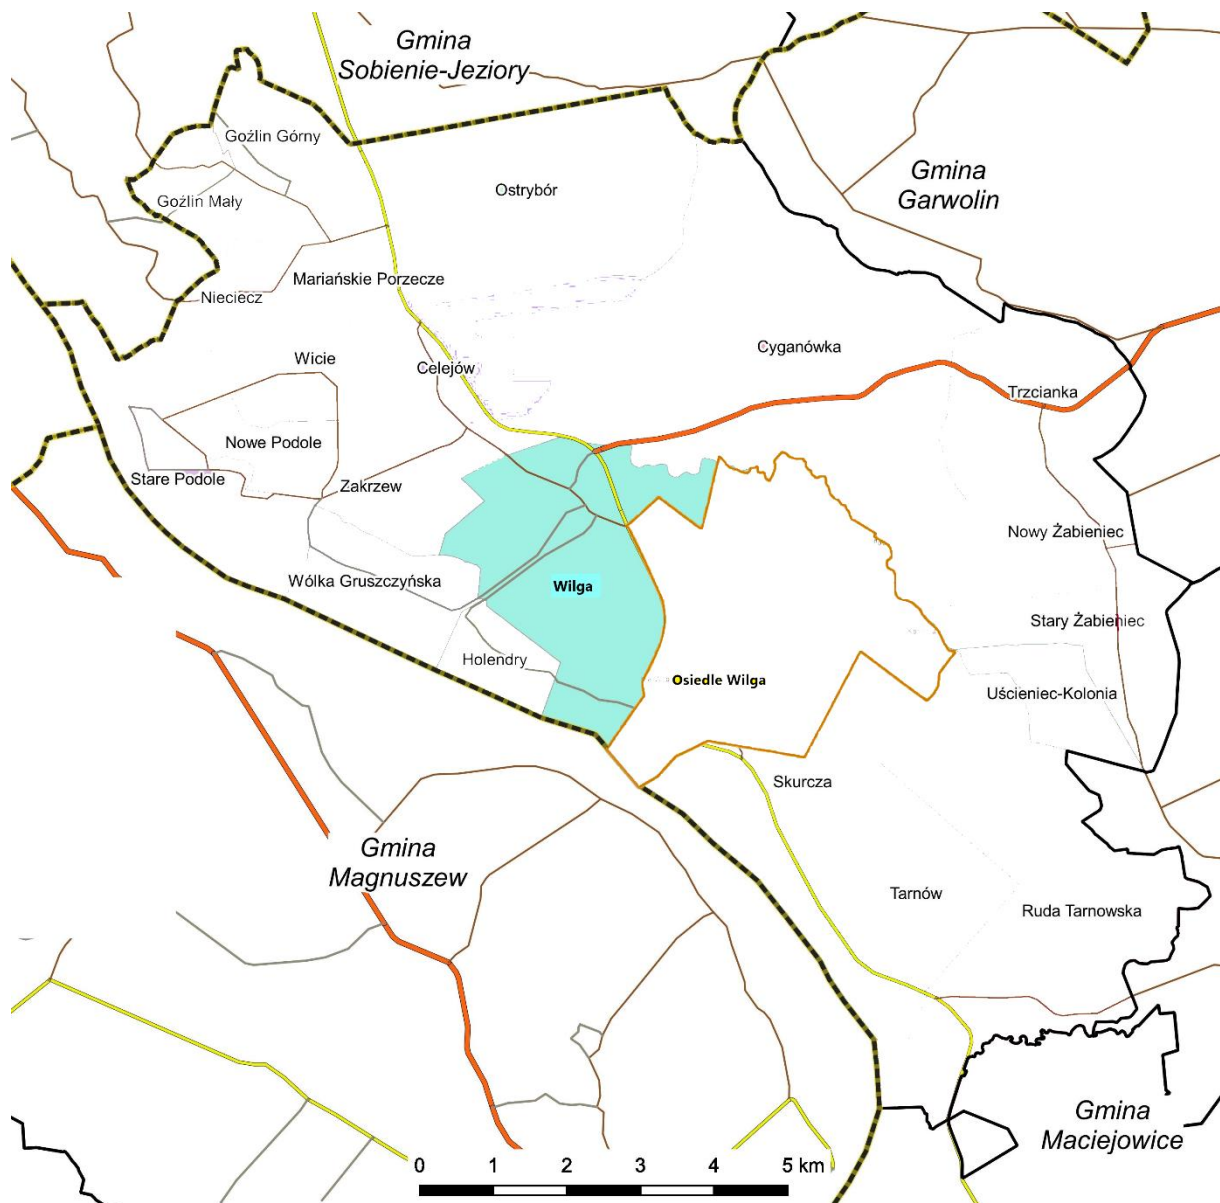 Gmina
Sobienie-Jeziory
Goźlin Górny
Gmina
Garwolin
Ostrybór
Goźlin Mały
Mariańskie Porzecze
Nieciecz
Cyganówka
Wicie
Celejów
Trzcianka
Nowe Podole
Stare Podole
Zakrzew
Nowy Żabieniec
Wólka Gruszczyńska
Wilga
Stary Żabieniec
Holendry
Osiedle Wilga
Uścieniec-Kolonia
Skurcza
Gmina
Magnuszew
Tarnów
Ruda Tarnowska
Gmina
Maciejowice
0 1 2 3 4 5 km